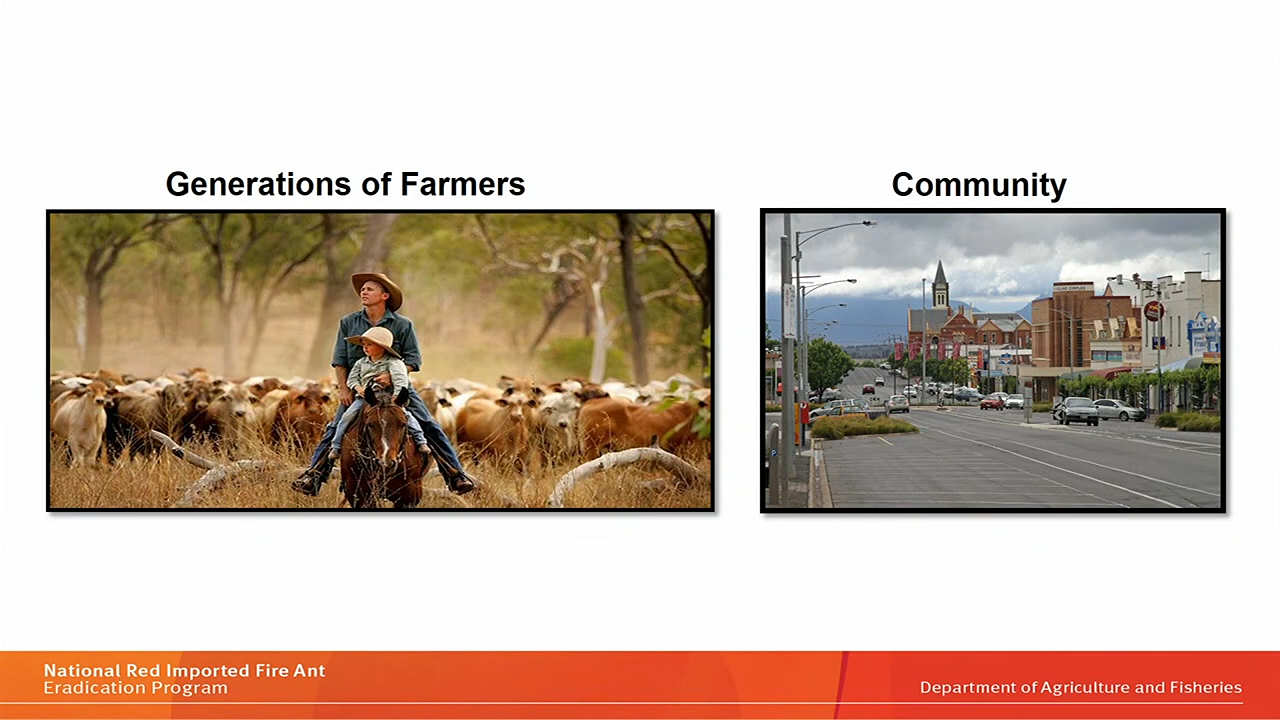 Generations of Farmers
Community
National Red Imported Fire Ant
Eradication Program
Department of Agriculture and Fisheries